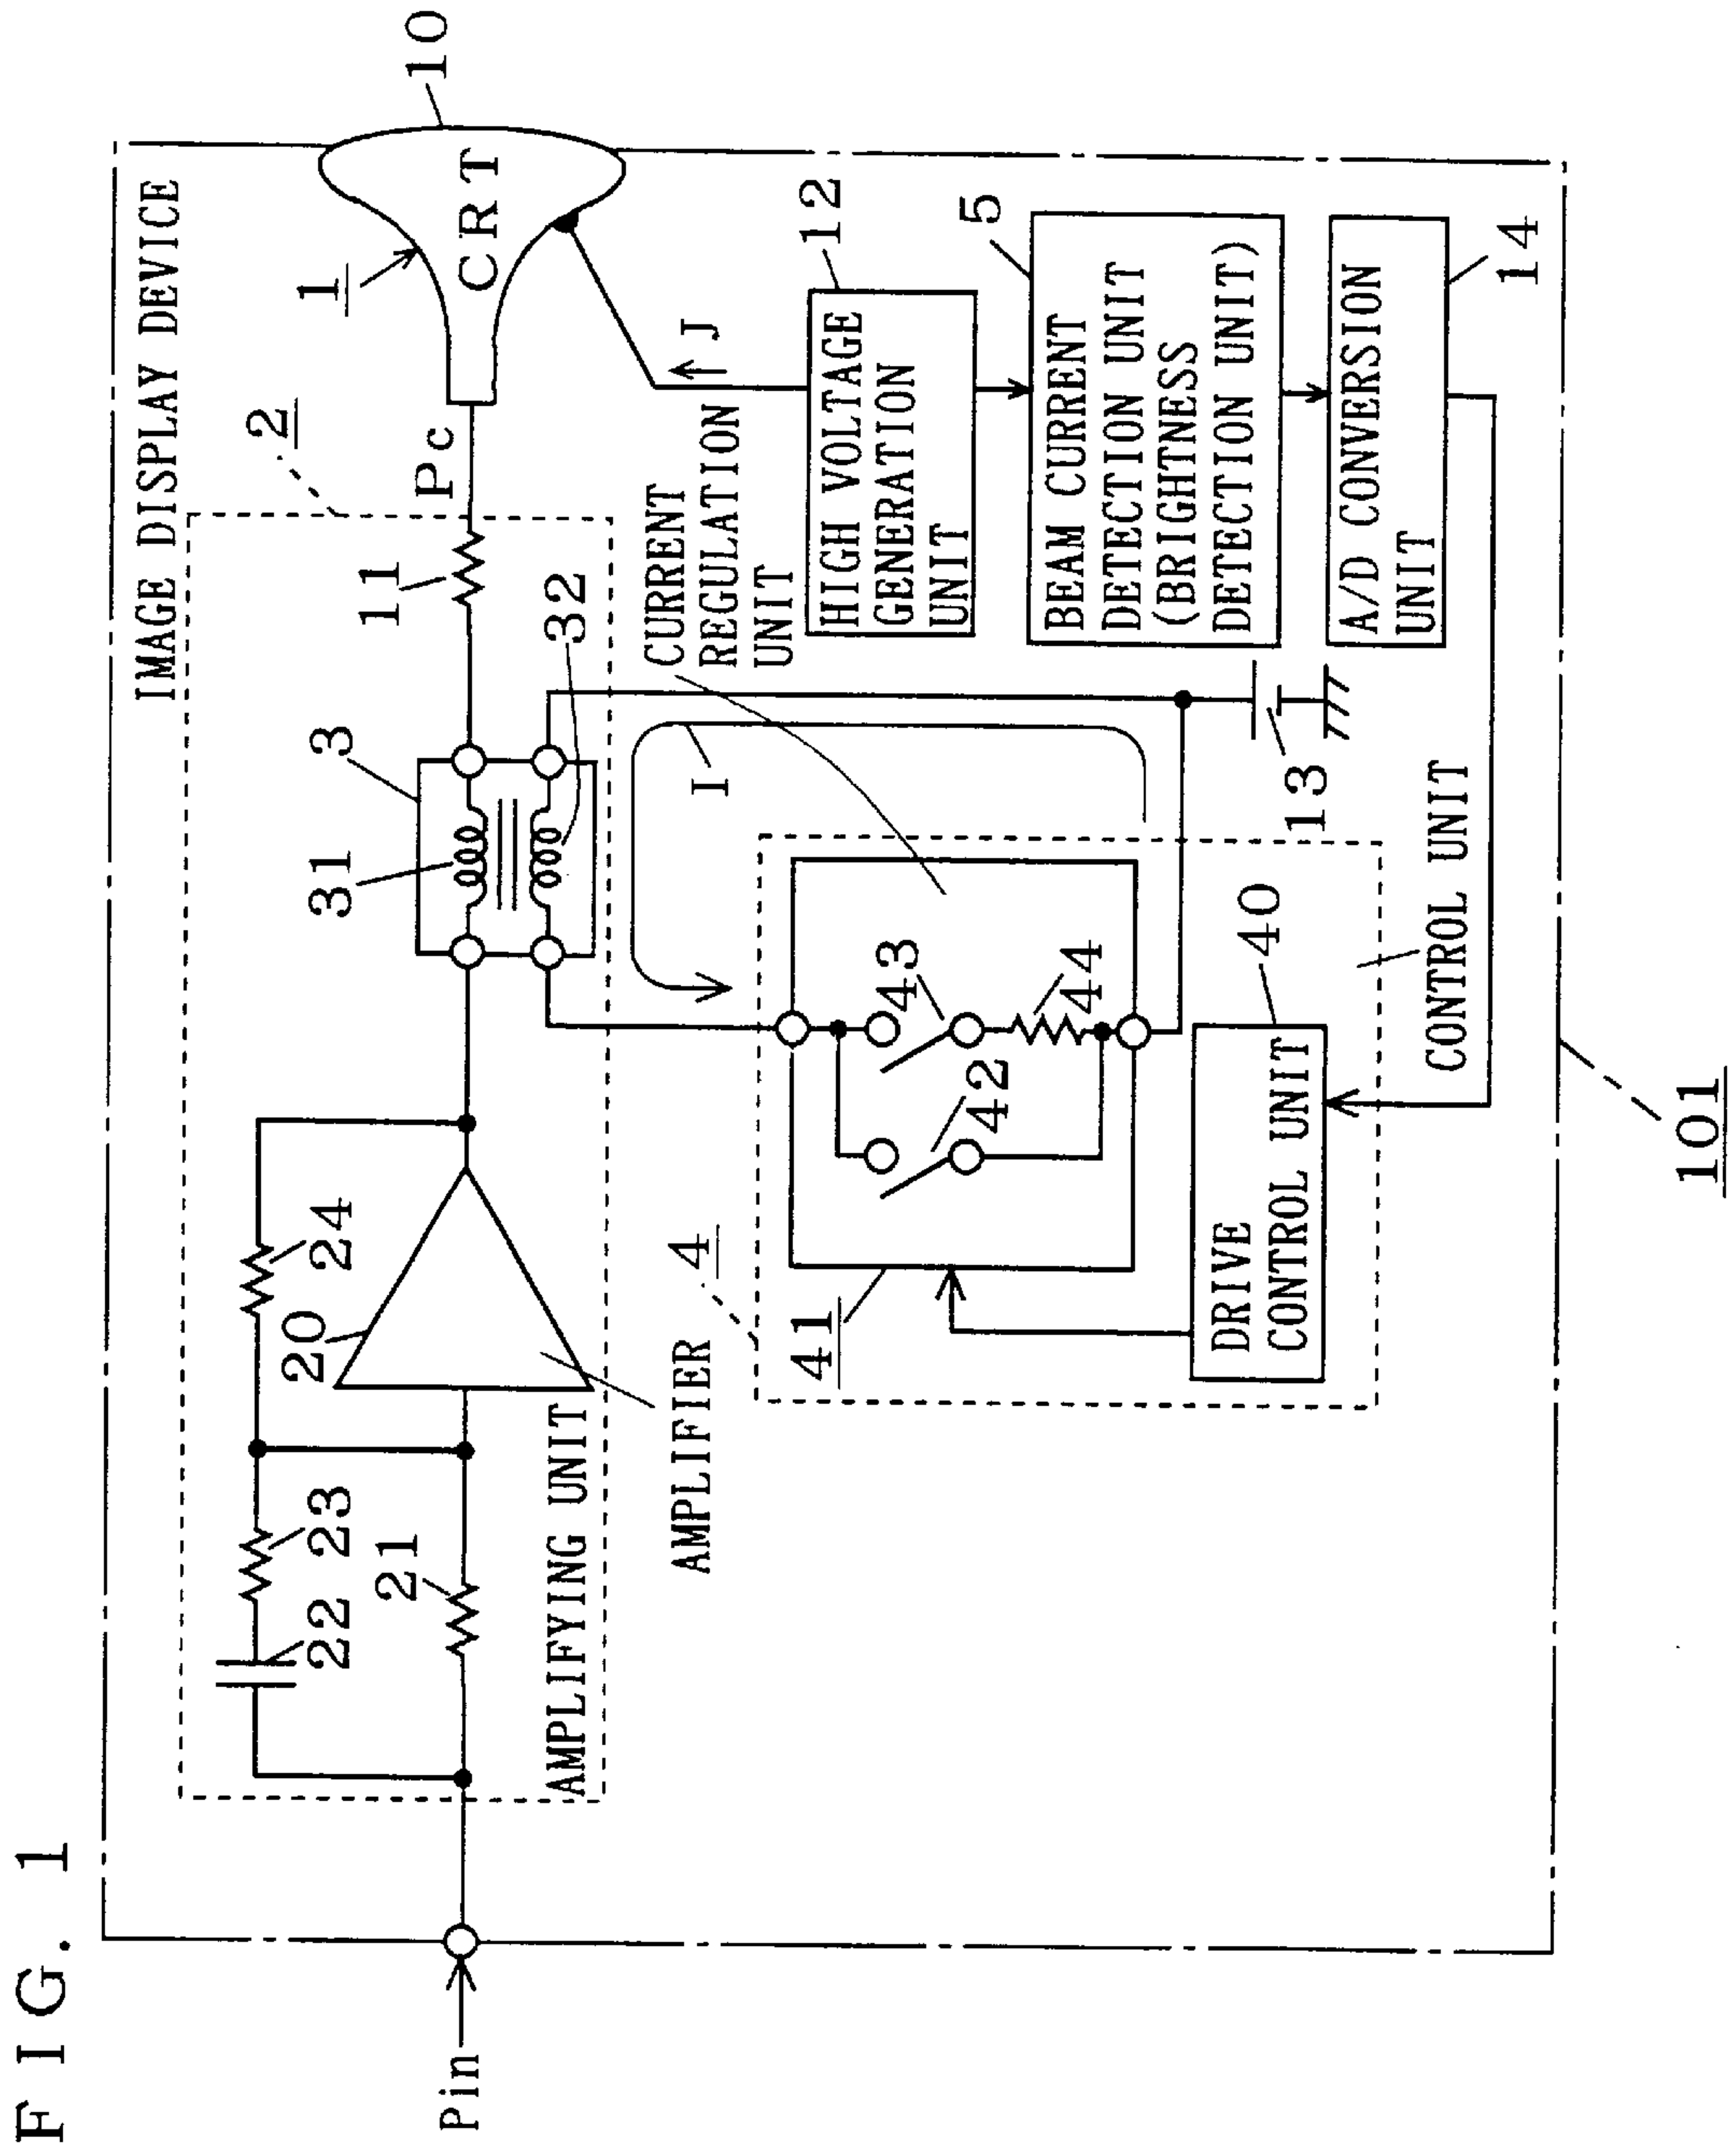 FIG. 1
IMAGE DISPLAY DEVICE
2
1
10
CRT
Pc
11
3
31
32
24
20
22 23
21
AMPLIFYING UNIT
Pin
AMPLIFIER
CURRENT
REGULATION
UNIT
J
I
12
HIGH VOLTAGE
GENERATION
UNIT
5
BEAM CURRENT
DETECTION UNIT
(BRIGHTNESS
DETECTION UNIT)
A/D CONVERSION
UNIT
14
13
4
41
43
44
42
40
DRIVE
CONTROL UNIT
CONTROL UNIT
101